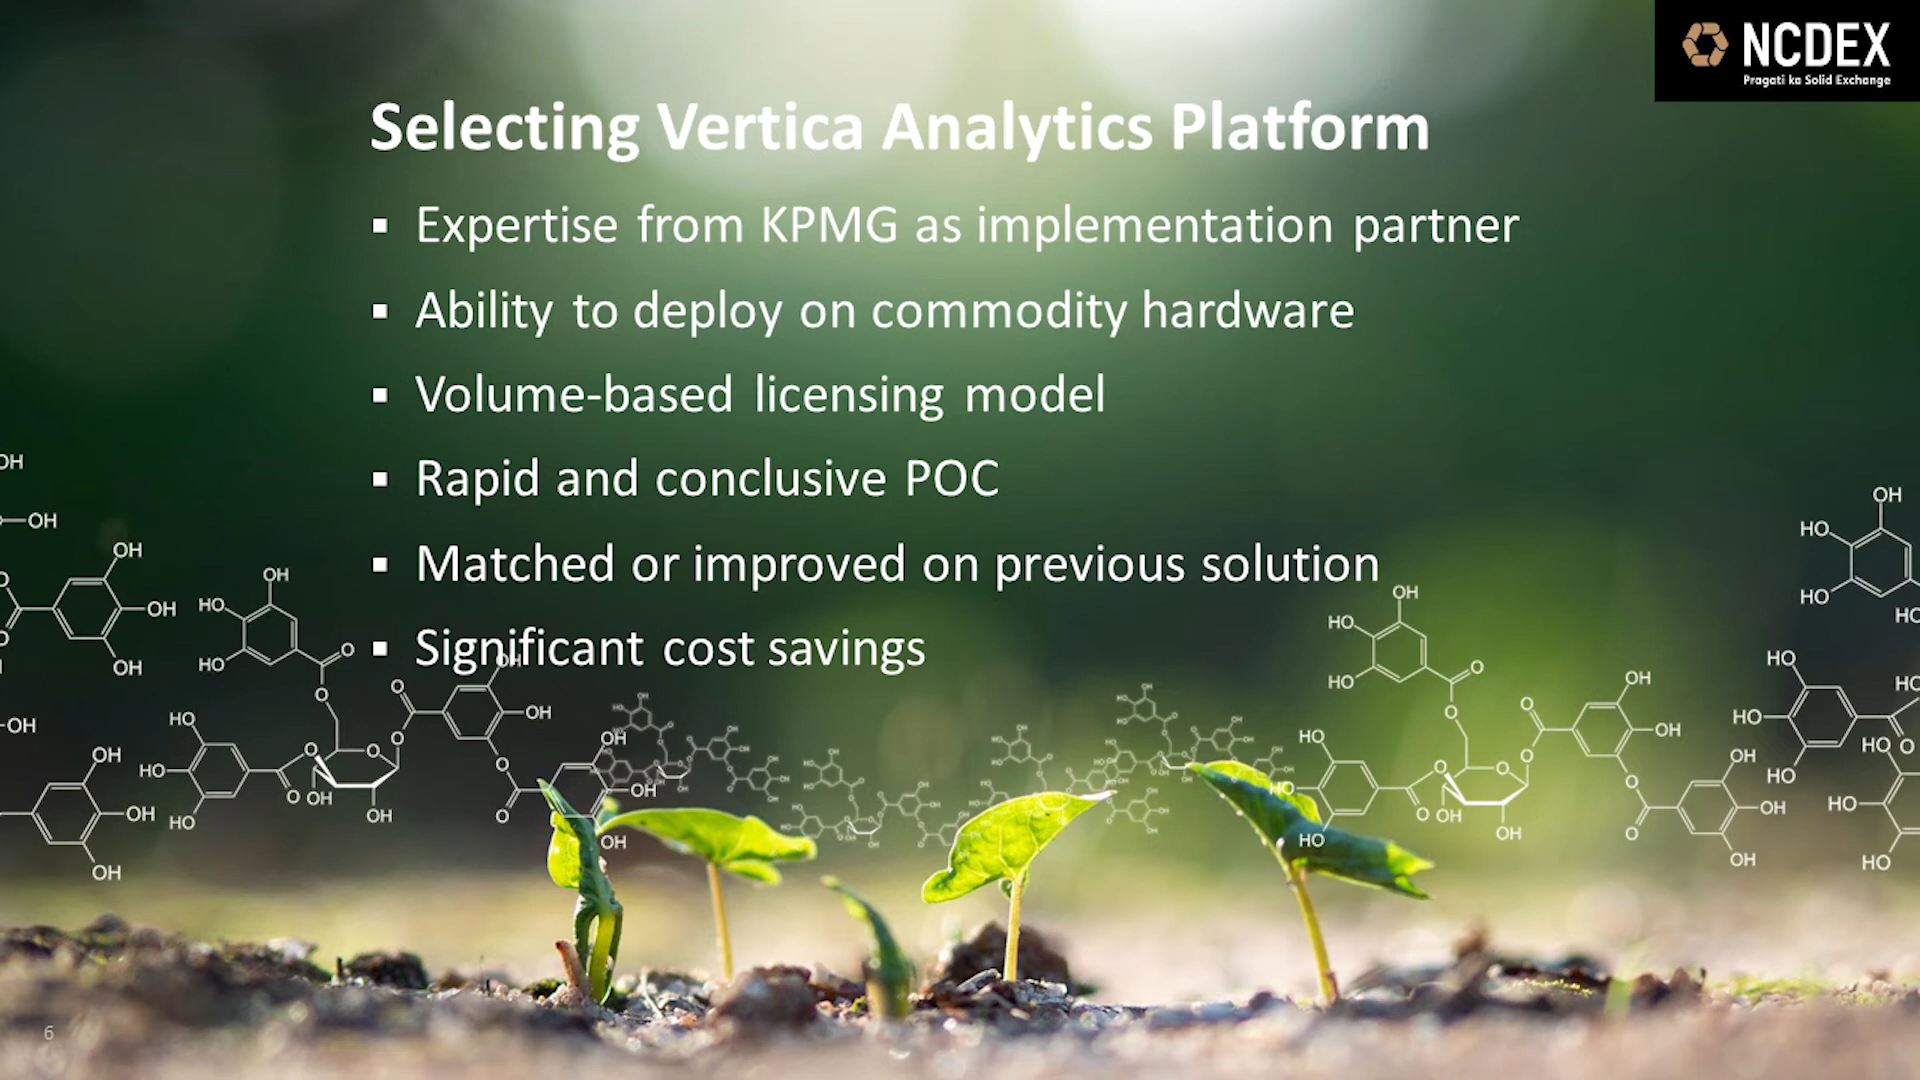 NCDEX
Pragati ka Solid Exchange
Selecting Vertica Analytics Platform
▪ Expertise from KPMG as implementation partner
▪ Ability to deploy on commodity hardware
▪ Volume-based licensing model
▪ Rapid and conclusive POC
▪ Matched or improved on previous solution
▪ Significant cost savings
6